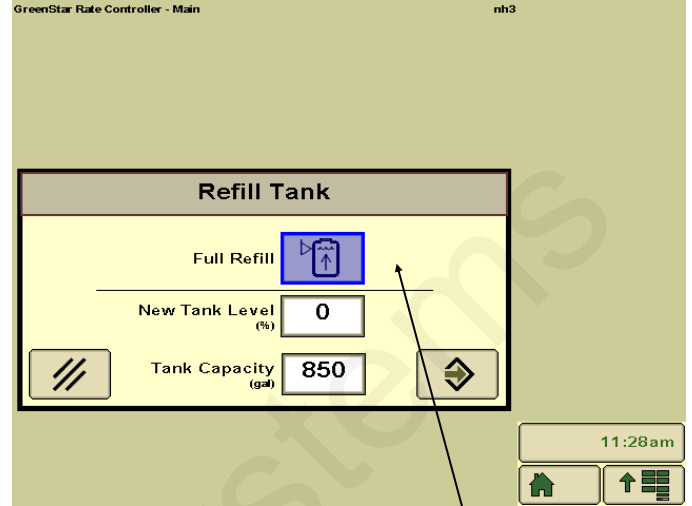 GreenStar Rate Controller - Main nh3
Refill Tank
Full Refill
New Tank Level 0
(%)
Tank Capacity 850
(gal)
11:28am
stems